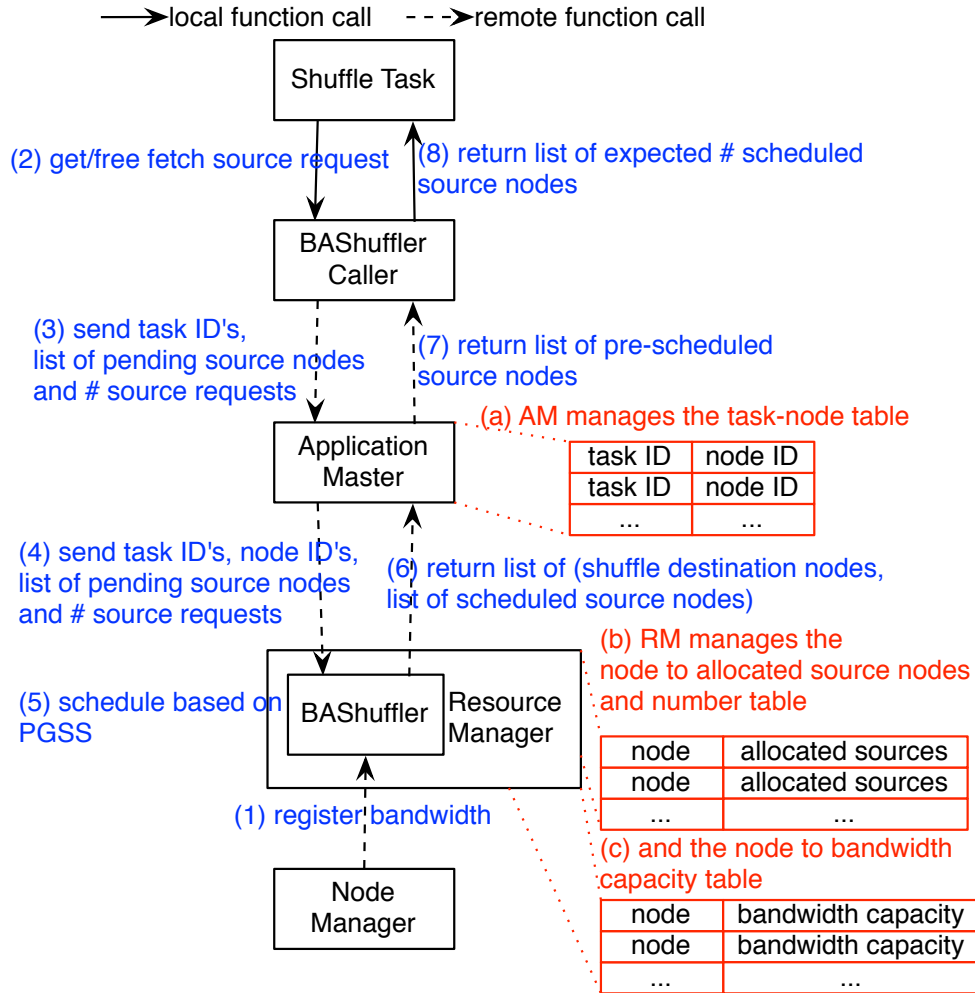 local function call
remote function call
Shuffle Task
(2) get/free fetch source request
(8) return list of expected # scheduled
source nodes
BAShuffler
Caller
(3) send task ID's,
list of pending source nodes
and # source requests
(7) return list of pre-scheduled
source nodes
(a) AM manages the task-node table
Application
Master
task ID node ID
task ID node ID
... ...
(4) send task ID's, node ID's,
list of pending source nodes
and # source requests
(6) return list of (shuffle destination nodes,
list of scheduled source nodes)
(b) RM manages the
node to allocated source nodes
and number table
(5) schedule based on
PGSS
BAShuffler
Resource
Manager
node allocated sources
node allocated sources
... ...
(1) register bandwidth
(c) and the node to bandwidth
capacity table
Node
Manager
node bandwidth capacity
node bandwidth capacity
... ...